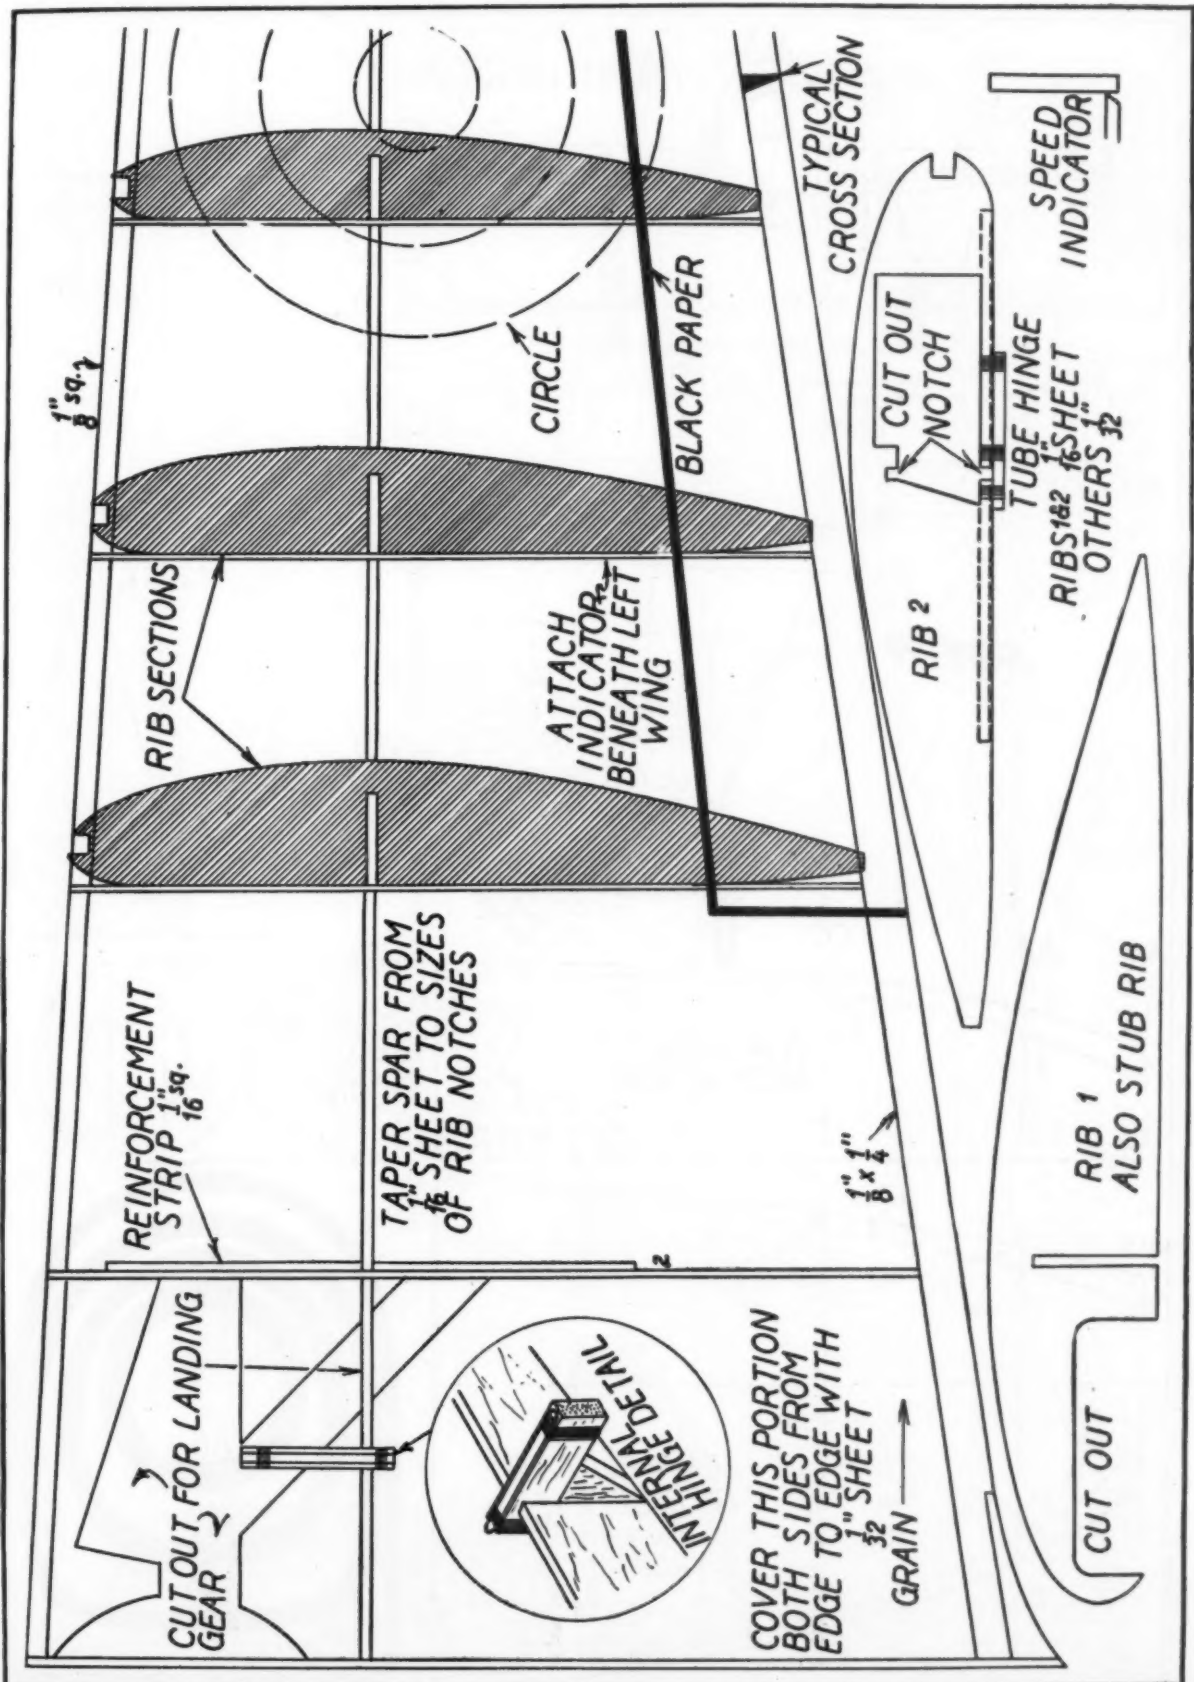 CUT OUT FOR LANDING
GEAR
REINFORCEMENT
STRIP 1/16" sq.
RIB SECTIONS
1/8" sq.
TAPER SPAR FROM
1/16" SHEET TO SIZES
OF RIB NOTCHES
2
INTERNAL DETAIL
HINGE
ATTACH
INDICATOR
BENEATH LEFT
WING
CIRCLE
BLACK PAPER
TYPICAL
CROSS SECTION
COVER THIS PORTION
BOTH SIDES FROM
EDGE TO EDGE WITH
1/32" SHEET
GRAIN
1/8" x 1/4"
RIB 2
CUT OUT
NOTCH
TUBE HINGE
RIBS 1&2 1/16" SHEET
OTHERS 1/32"
SPEED
INDICATOR
CUT OUT
RIB 1
ALSO STUB RIB